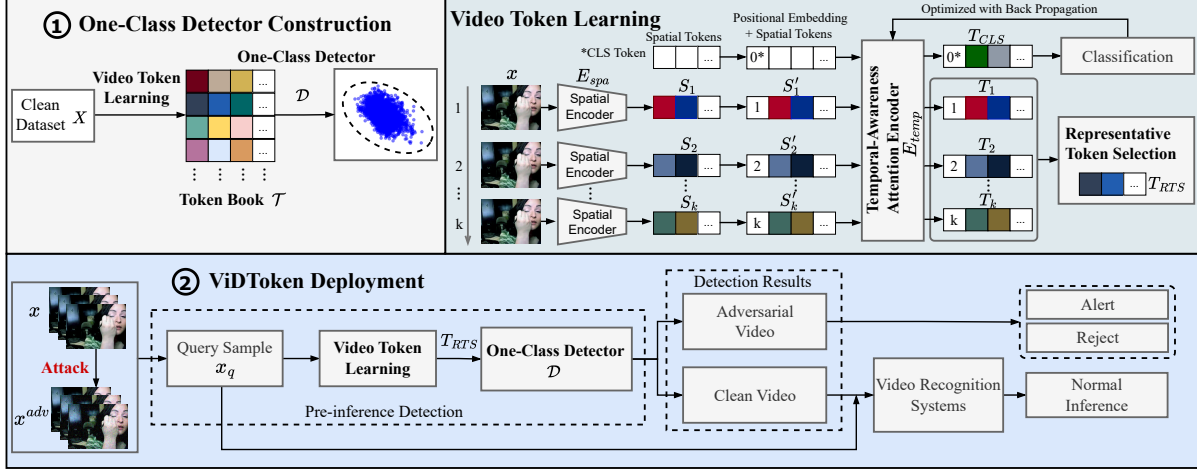 ① One-Class Detector Construction
Clean
Dataset X
Video Token
Learning
...
...
...
...
Token Book 𝒯
One-Class Detector
𝒟
Video Token Learning
Spatial Tokens
Positional Embedding
+ Spatial Tokens
Optimized with Back Propagation
*CLS Token
...
0*
...
T_CLS
0*
...
Classification
x
E_spa
1
Spatial
Encoder
S_1
...
S_1′
1
...
T_1
1
...
2
Spatial
Encoder
S_2
...
S_2′
2
...
T_2
2
...
k
Spatial
Encoder
S_k
...
S_k′
k
...
T_k
k
...
Temporal-Awareness
Attention Encoder
E_temp
Representative
Token Selection
... T_RTS
② ViDToken Deployment
x
Attack
x^adv
Query Sample
x_q
Video Token
Learning
T_RTS
One-Class Detector
𝒟
Pre-inference Detection
Detection Results
Adversarial
Video
Clean Video
Alert
Reject
Video Recognition
Systems
Normal
Inference